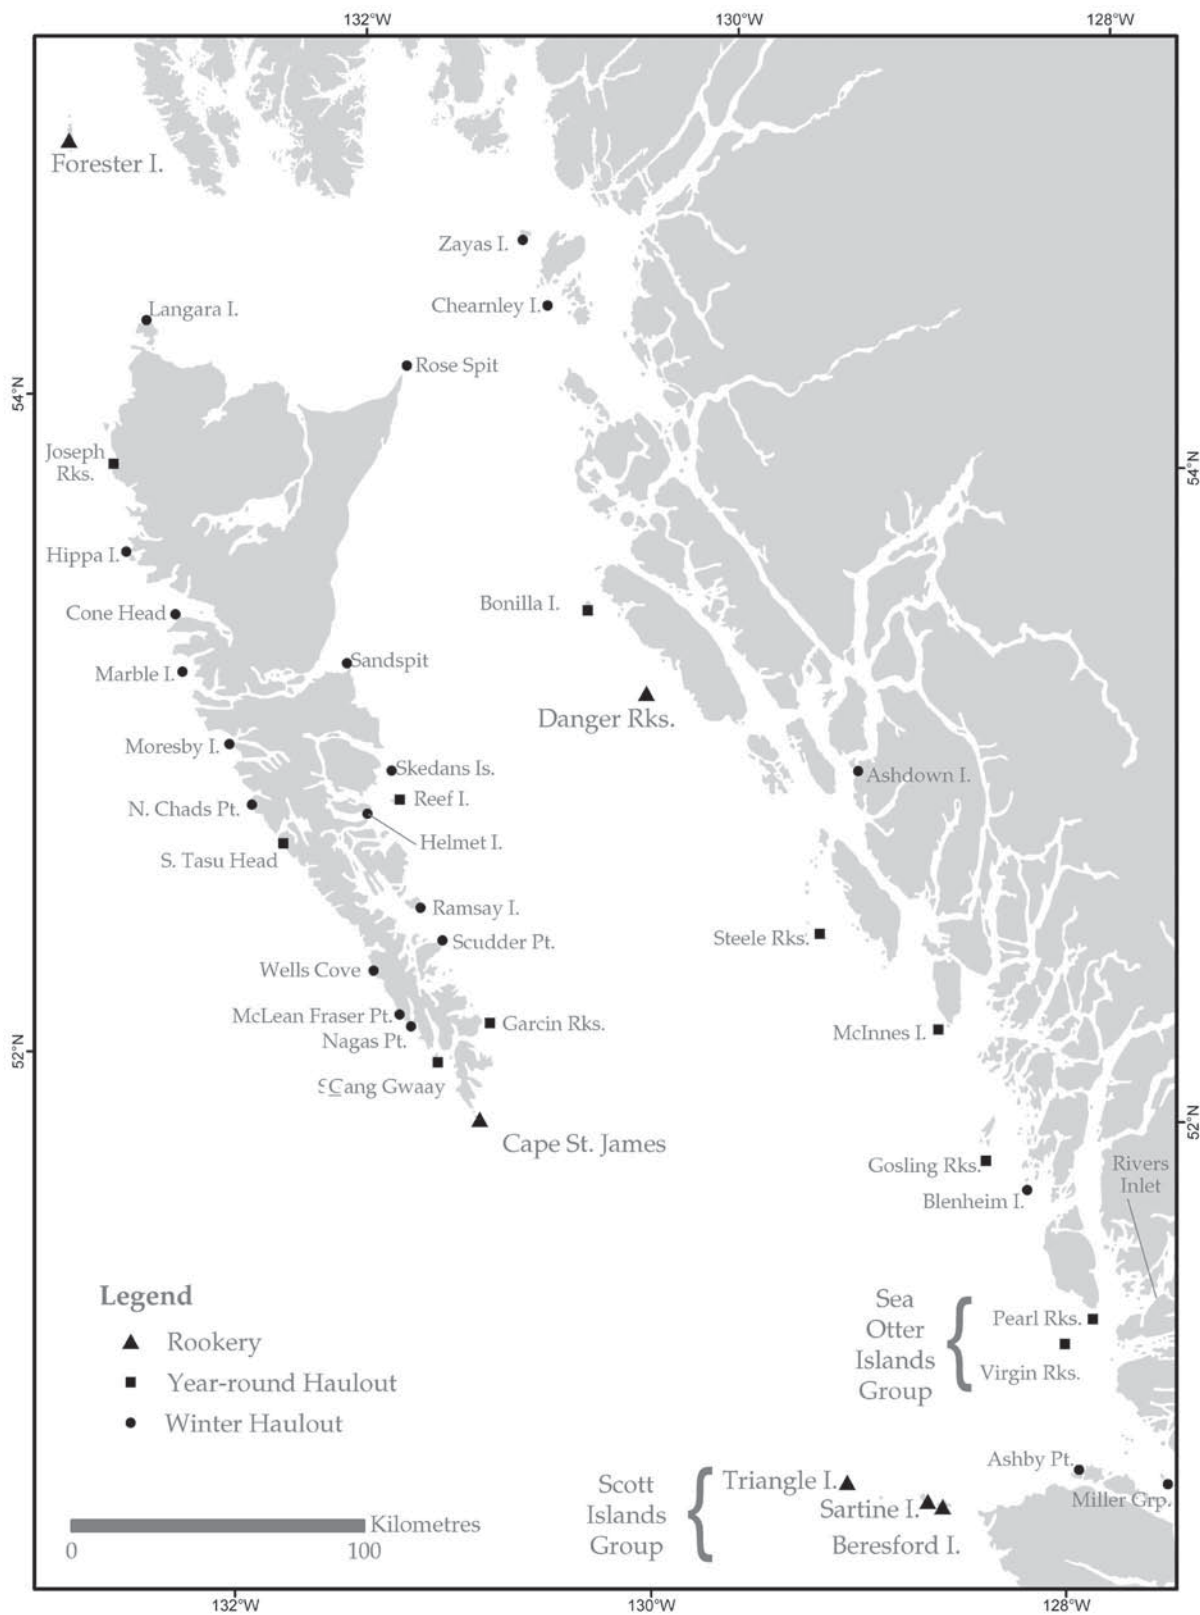 132°W
130°W
128°W
Forester I.
Zayas I.
Chearnley I.
Langara I.
Rose Spit
54°N
Joseph
Rks.
54°N
Hippa I.
Bonilla I.
Cone Head
Sandspit
Marble I.
Danger Rks.
Moresby I.
Skedans Is.
Ashdown I.
Reef I.
N. Chads Pt.
Helmet I.
S. Tasu Head
Ramsay I.
Steele Rks.
Scudder Pt.
Wells Cove
McLean Fraser Pt.
Garcin Rks.
McInnes I.
Nagas Pt.
52°N
SGang Gwaay
52°N
Cape St. James
Gosling Rks.
Rivers
Inlet
Blenheim I.
Legend
Rookery
Year-round Haulout
Winter Haulout
Sea
Otter
Islands
Group
Pearl Rks.
Virgin Rks.
Ashby Pt.
Miller Grp.
Scott
Islands
Group
Triangle I.
Sartine I.
Beresford I.
Kilometres
0
100
132°W
130°W
128°W